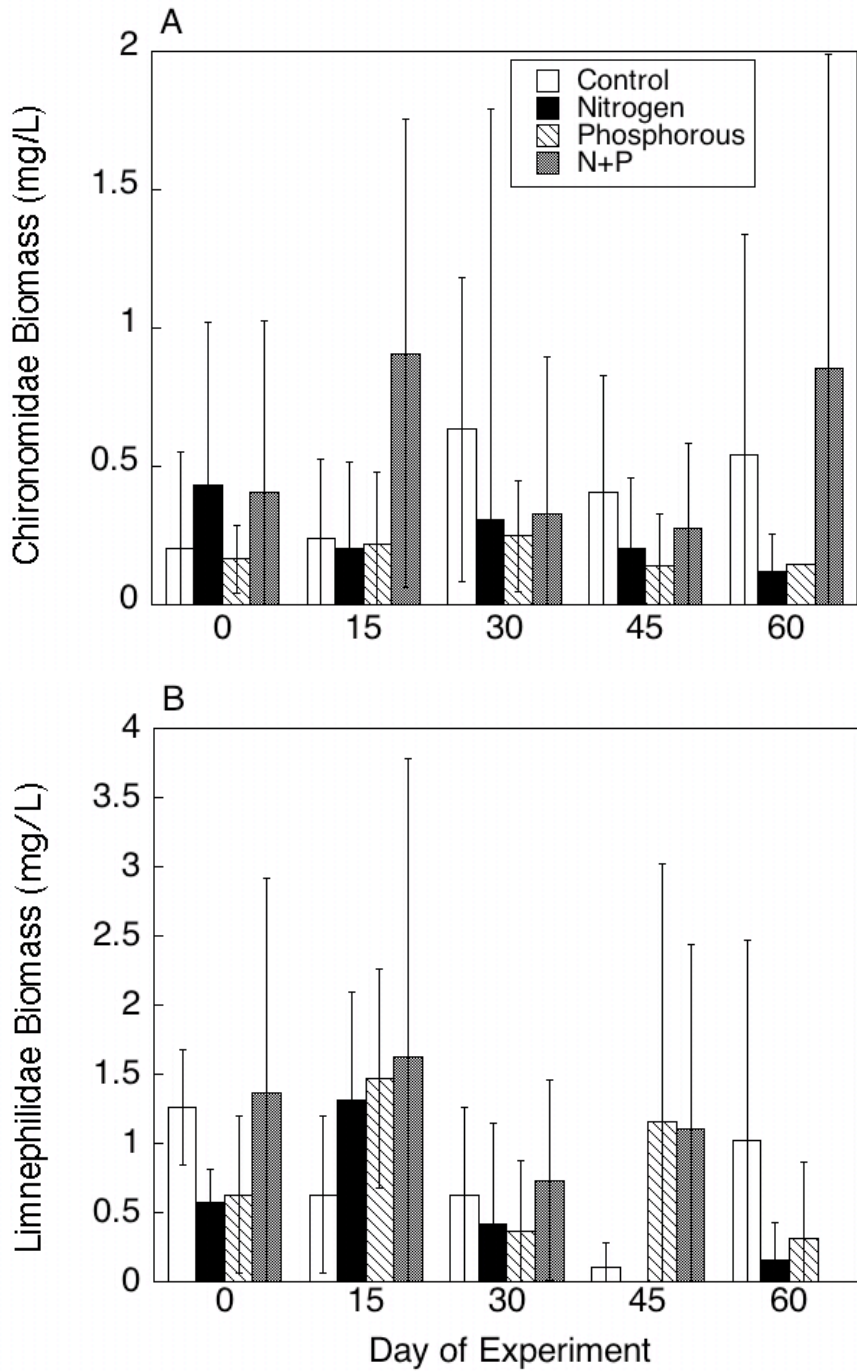 A
Chironomidae Biomass (mg/L)
2
1.5
1
0.5
0
Control
Nitrogen
Phosphorous
N+P
0 15 30 45 60
B
Limnephilidae Biomass (mg/L)
4
3.5
3
2.5
2
1.5
1
0.5
0
0 15 30 45 60
Day of Experiment